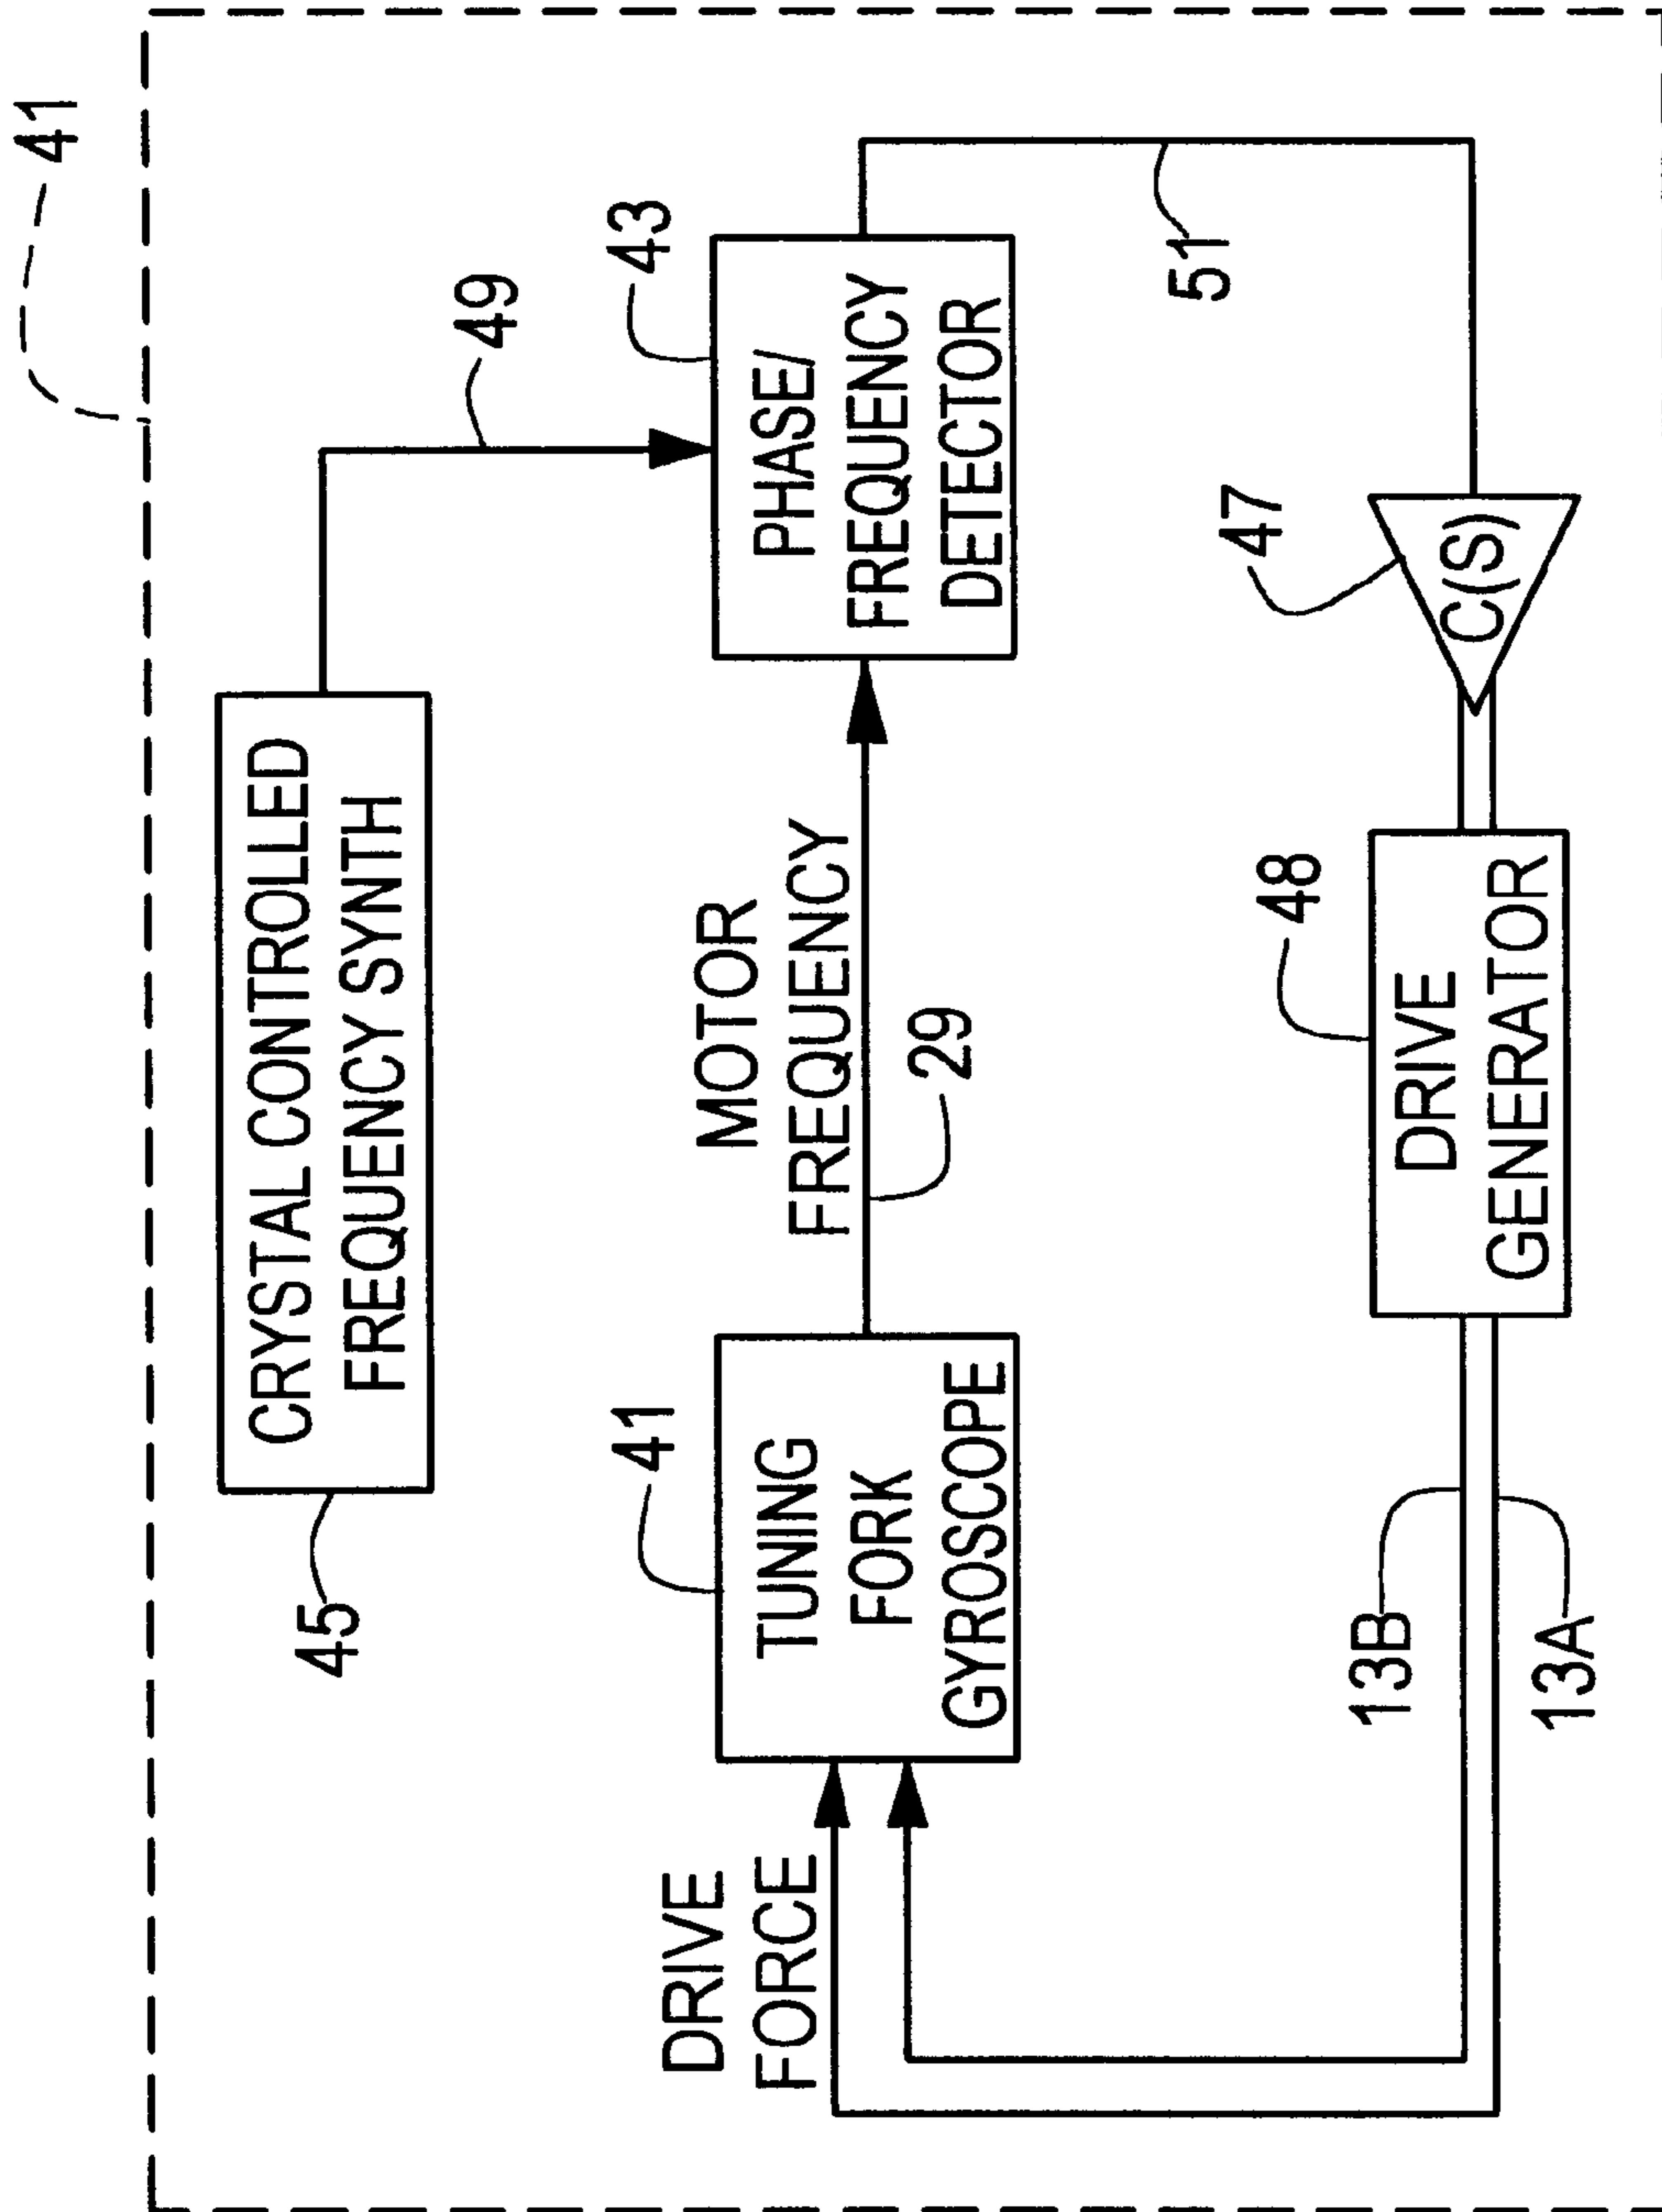 41
CRYSTAL CONTROLLED
FREQUENCY SYNTH
45
49
DRIVE
FORCE
41
TUNING
FORK
GYROSCOPE
MOTOR
FREQUENCY
29
43
PHASE/
FREQUENCY
DETECTOR
51
13B
13A
48
DRIVE
GENERATOR
47
C(S)